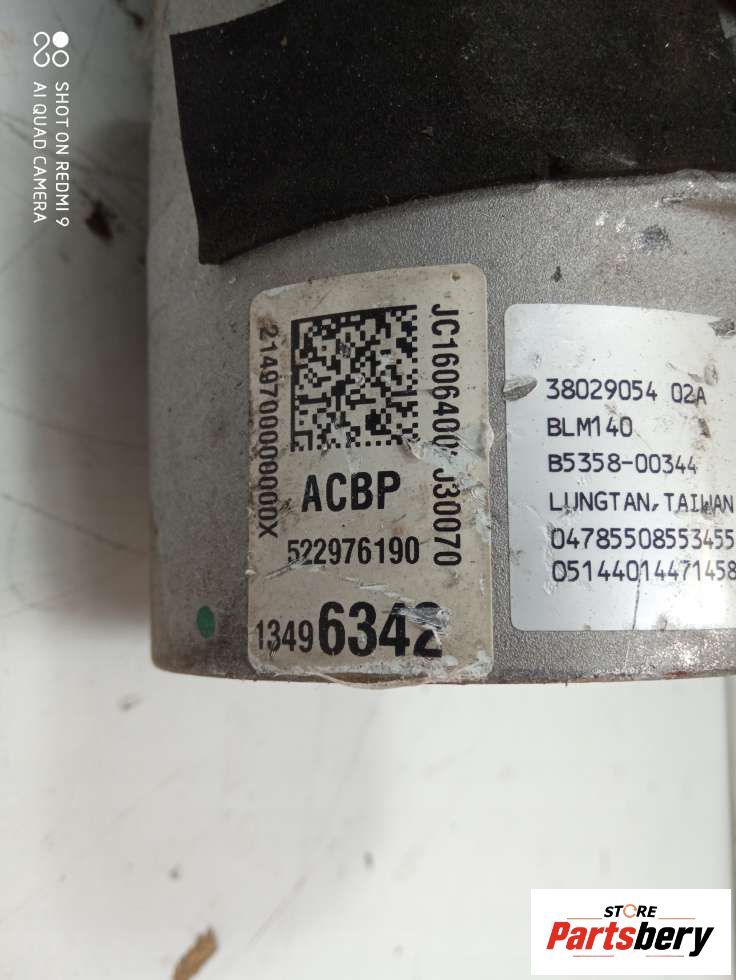 SHOT ON REDMI 9
AI QUAD CAMERA
JC1606400 J30070
21497000000000X
ACBP
522976190
13496342
38029054 02A
BLM140
B5358-00344
LUNGTAN, TAIWAN
04785508553455
05144014471458
STORE
Partsbery